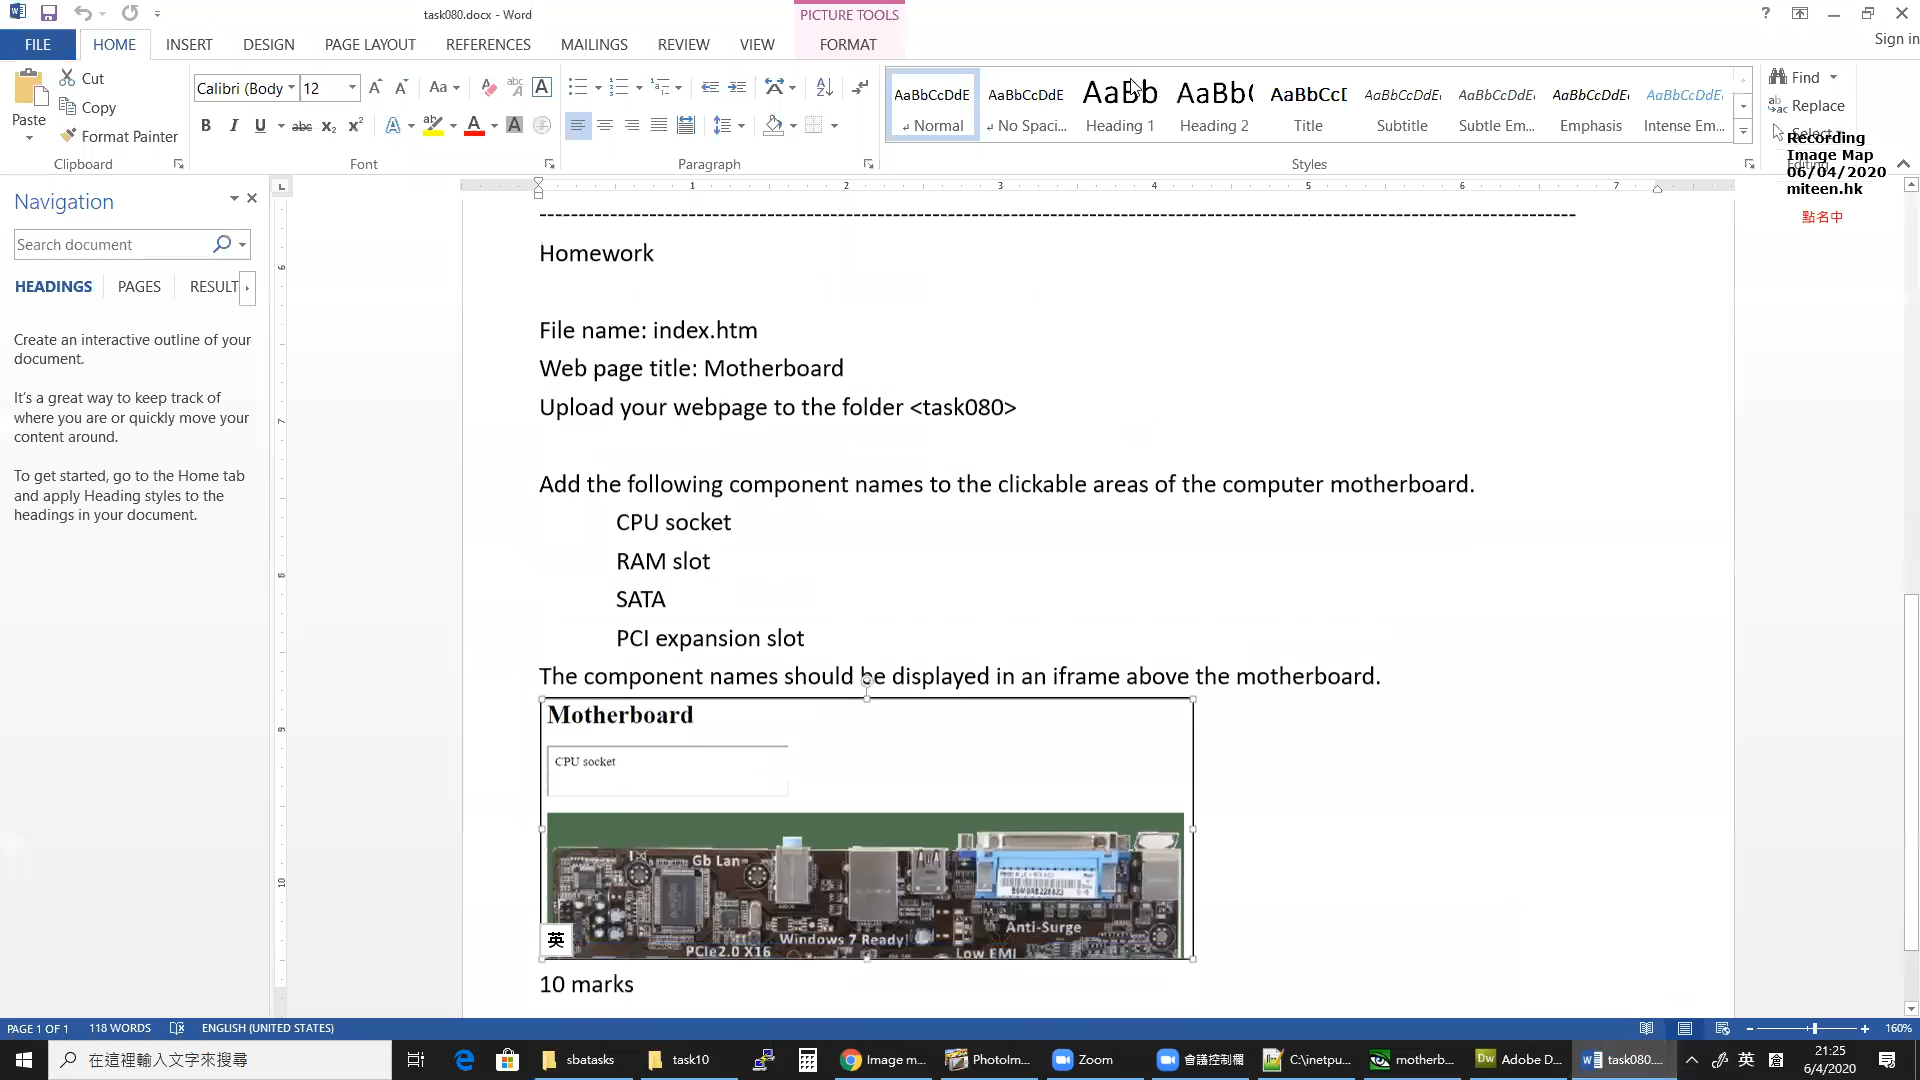 task080.docx - Word
PICTURE TOOLS
Sign in
FILE
HOME
INSERT
DESIGN
PAGE LAYOUT
REFERENCES
MAILINGS
REVIEW
VIEW
FORMAT
Paste
Cut
Copy
Format Painter
Clipboard
Calibri (Body
12
Font
Paragraph
AaBbCcDdE
Normal
AaBbCcDdE
No Spaci...
AaBb
Heading 1
AaBb(
Heading 2
AaBbCcI
Title
AaBbCcDdE
Subtitle
AaBbCcDdE
Subtle Em...
AaBbCcDdE
Emphasis
AaBbCcDdE
Intense Em...
Styles
Find
Replace
Select
Editing
Recording
Image Map
06/04/2020
miteen.hk
點名中
Navigation
Search document
HEADINGS
PAGES
RESULT
Create an interactive outline of your
document.
It's a great way to keep track of
where you are or quickly move your
content around.
To get started, go to the Home tab
and apply Heading styles to the
headings in your document.
Homework
File name: index.htm
Web page title: Motherboard
Upload your webpage to the folder <task080>
Add the following component names to the clickable areas of the computer motherboard.
CPU socket
RAM slot
SATA
PCI expansion slot
The component names should be displayed in an iframe above the motherboard.
Motherboard
CPU socket
Gb Lan
Anti-Surge
Windows 7 Ready
PCIe2.0 X16
Low EMI
英
10 marks
PAGE 1 OF 1
118 WORDS
ENGLISH (UNITED STATES)
160%
在這裡輸入文字來搜尋
sbatasks
task10
Image m...
PhotoIm...
Zoom
會議控制欄
C:\inetpu...
motherb...
Adobe D...
task080....
英
21:25
6/4/2020